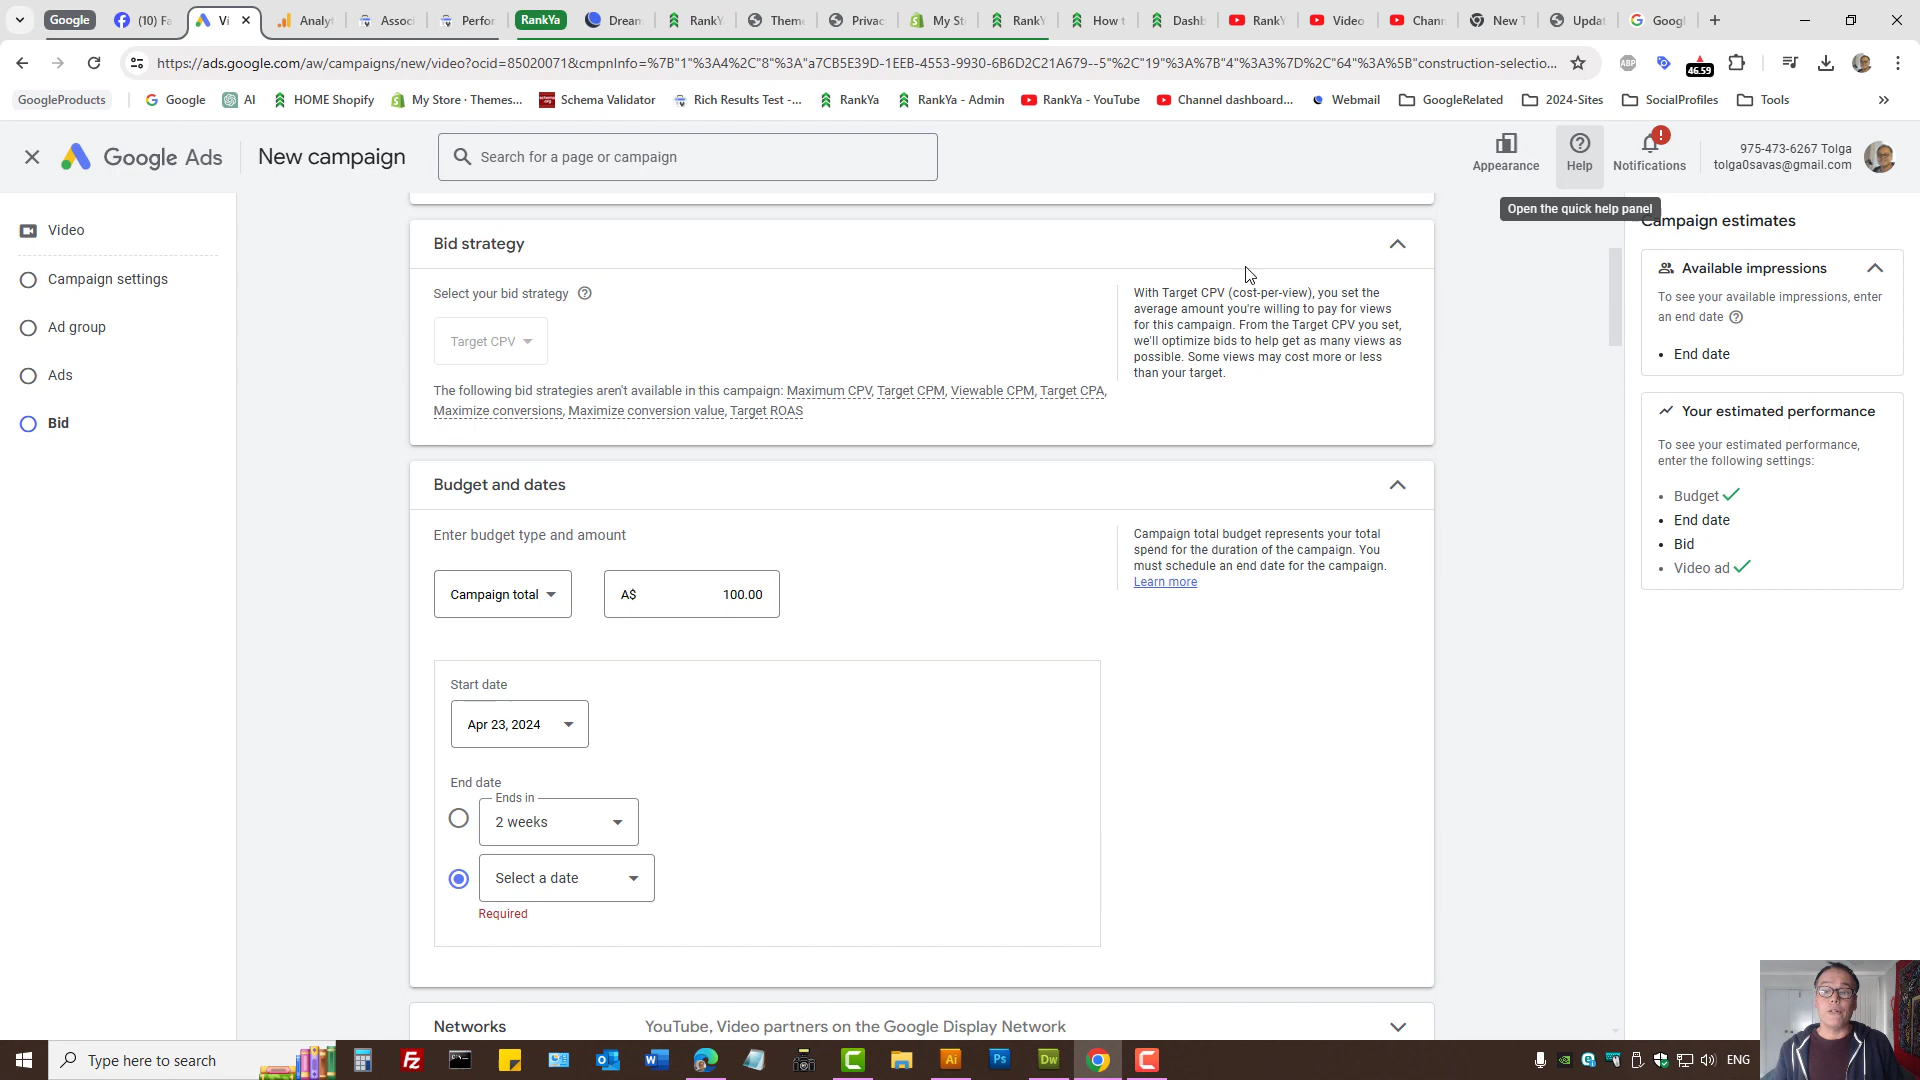 Google
(10) Fa
Vi
Analy
Associ
Perfor
RankYa
Dream
RankY
Theme
Privac
My St
RankY
How t
Dashb
RankY
Video
Chann
New T
Updat
Googl
https://ads.google.com/aw/campaigns/new/video?ocid=85020071&cmpnInfo=%7B"1"%3A4%2C"8"%3A"a7CB5E39D-1EEB-4553-9930-6B6D2C21A679--5"%2C"19"%3A%7B"4"%3A3%7D%2C"64"%3A%5B"construction-selectio...
ABP
46.59
GoogleProducts
Google
AI
HOME Shopify
My Store · Themes...
Schema Validator
Rich Results Test -...
RankYa
RankYa - Admin
RankYa - YouTube
Channel dashboard...
Webmail
GoogleRelated
2024-Sites
SocialProfiles
Tools
Google Ads
New campaign
Search for a page or campaign
Appearance
Help
Notifications
975-473-6267 Tolga
tolga0savas@gmail.com
Open the quick help panel
Video
Campaign settings
Ad group
Ads
Bid
Bid strategy
Select your bid strategy
Target CPV
The following bid strategies aren't available in this campaign: Maximum CPV, Target CPM, Viewable CPM, Target CPA,
Maximize conversions, Maximize conversion value, Target ROAS
With Target CPV (cost-per-view), you set the
average amount you're willing to pay for views
for this campaign. From the Target CPV you set,
we'll optimize bids to help get as many views as
possible. Some views may cost more or less
than your target.
Budget and dates
Enter budget type and amount
Campaign total
A$ 100.00
Campaign total budget represents your total
spend for the duration of the campaign. You
must schedule an end date for the campaign.
Learn more
Start date
Apr 23, 2024
End date
Ends in
2 weeks
Select a date
Required
Networks
YouTube, Video partners on the Google Display Network
Campaign estimates
Available impressions
To see your available impressions, enter
an end date
• End date
Your estimated performance
To see your estimated performance,
enter the following settings:
• Budget
• End date
• Bid
• Video ad
Type here to search
ENG